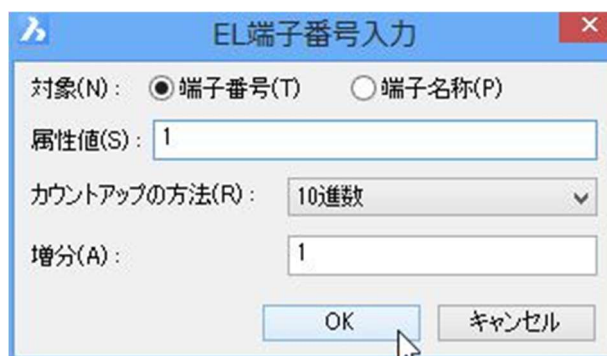 EL端子番号入力
対象(N): 端子番号(T) 端子名称(P)
属性値(S): 1
カウントアップの方法(R): 10進数
増分(A): 1
OK キャンセル